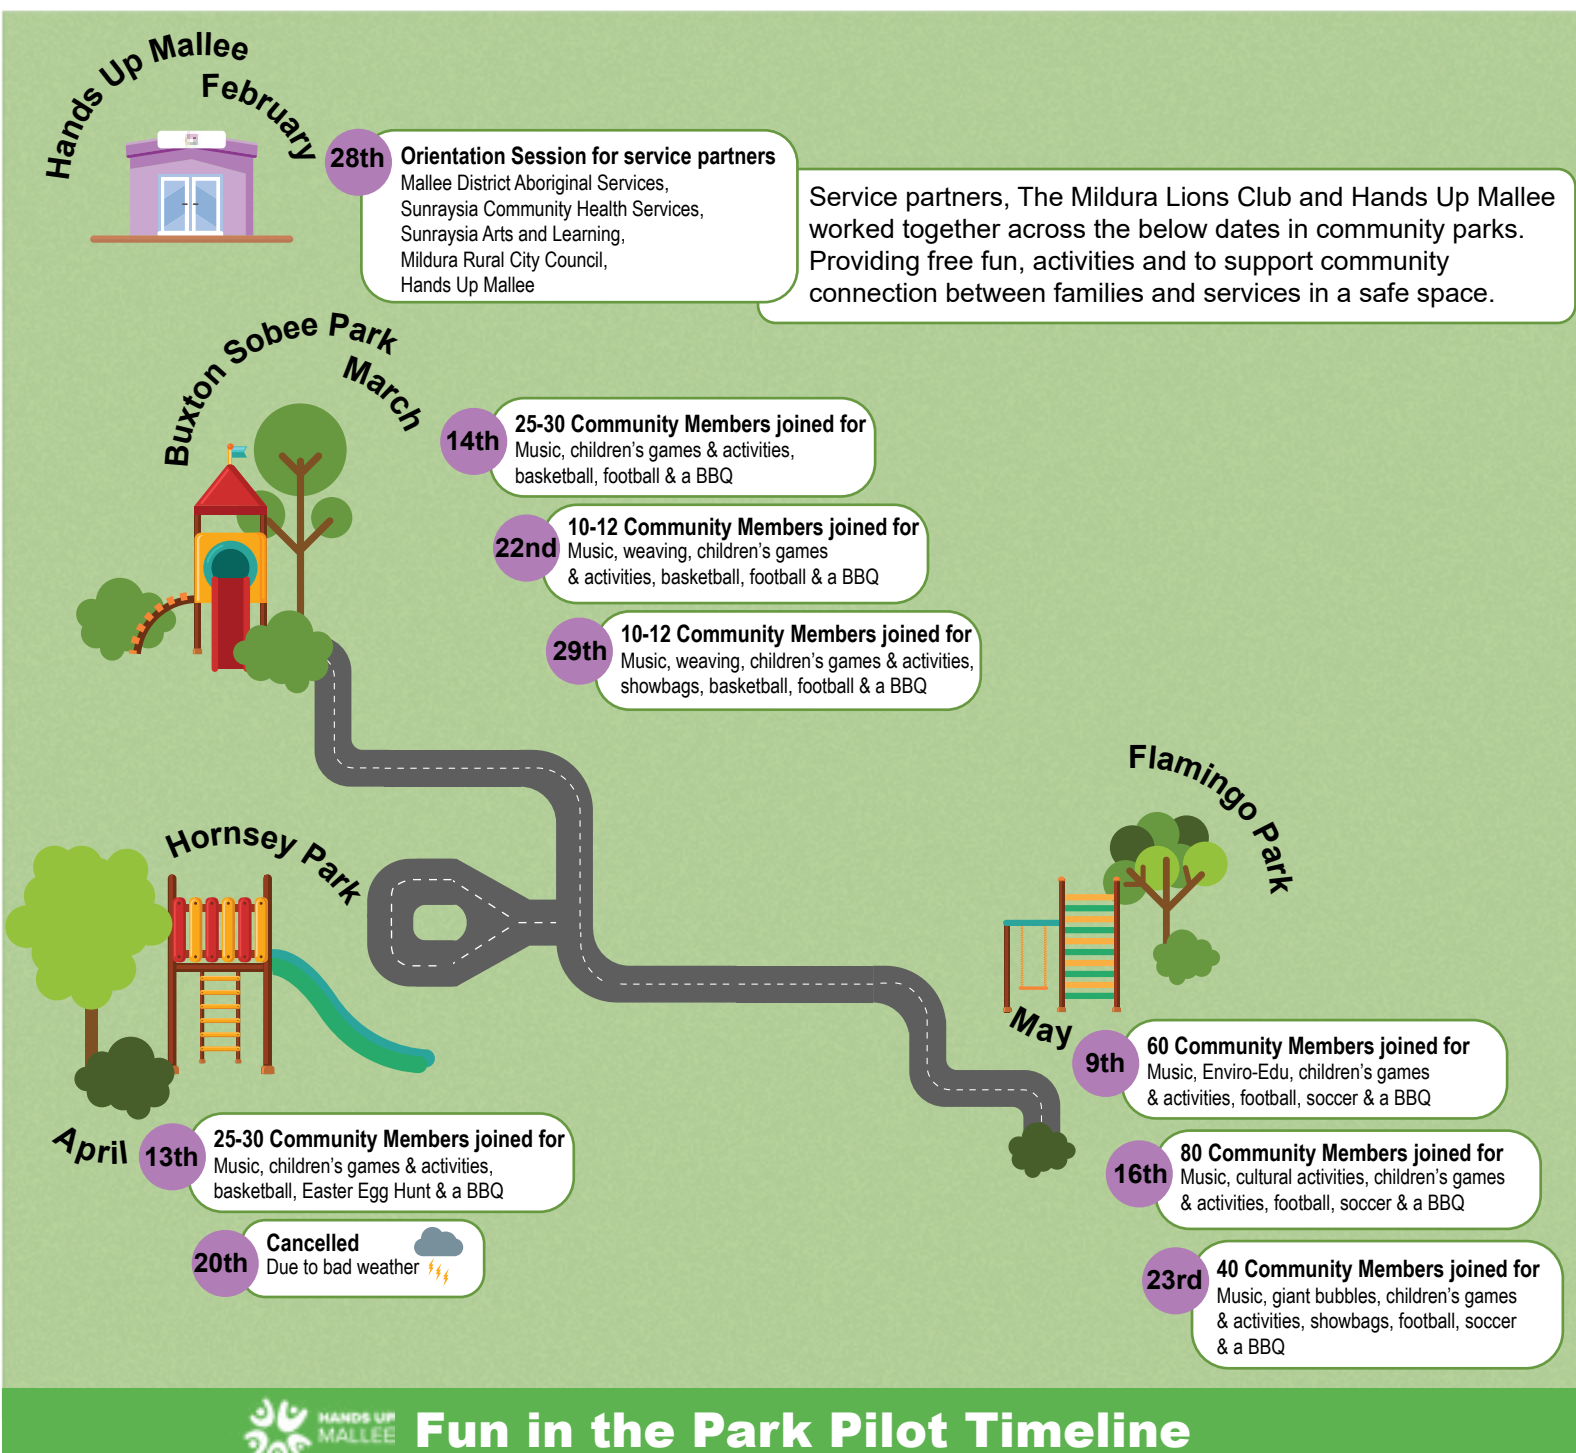 Hands Up Mallee
February
28th
Orientation Session for service partners
Mallee District Aboriginal Services,
Sunraysia Community Health Services,
Sunraysia Arts and Learning,
Mildura Rural City Council,
Hands Up Mallee
Service partners, The Mildura Lions Club and Hands Up Mallee
worked together across the below dates in community parks.
Providing free fun, activities and to support community
connection between families and services in a safe space.
Buxton Sobee Park
March
14th
25-30 Community Members joined for
Music, children's games & activities,
basketball, football & a BBQ
22nd
10-12 Community Members joined for
Music, weaving, children's games
& activities, basketball, football & a BBQ
29th
10-12 Community Members joined for
Music, weaving, children's games & activities,
showbags, basketball, football & a BBQ
Hornsey Park
April
13th
25-30 Community Members joined for
Music, children's games & activities,
basketball, Easter Egg Hunt & a BBQ
20th
Cancelled
Due to bad weather
Flamingo Park
May
9th
60 Community Members joined for
Music, Enviro-Edu, children's games
& activities, football, soccer & a BBQ
16th
80 Community Members joined for
Music, cultural activities, children's games
& activities, football, soccer & a BBQ
23rd
40 Community Members joined for
Music, giant bubbles, children's games
& activities, showbags, football, soccer
& a BBQ
HANDS UP
MALLEE
Fun in the Park Pilot Timeline